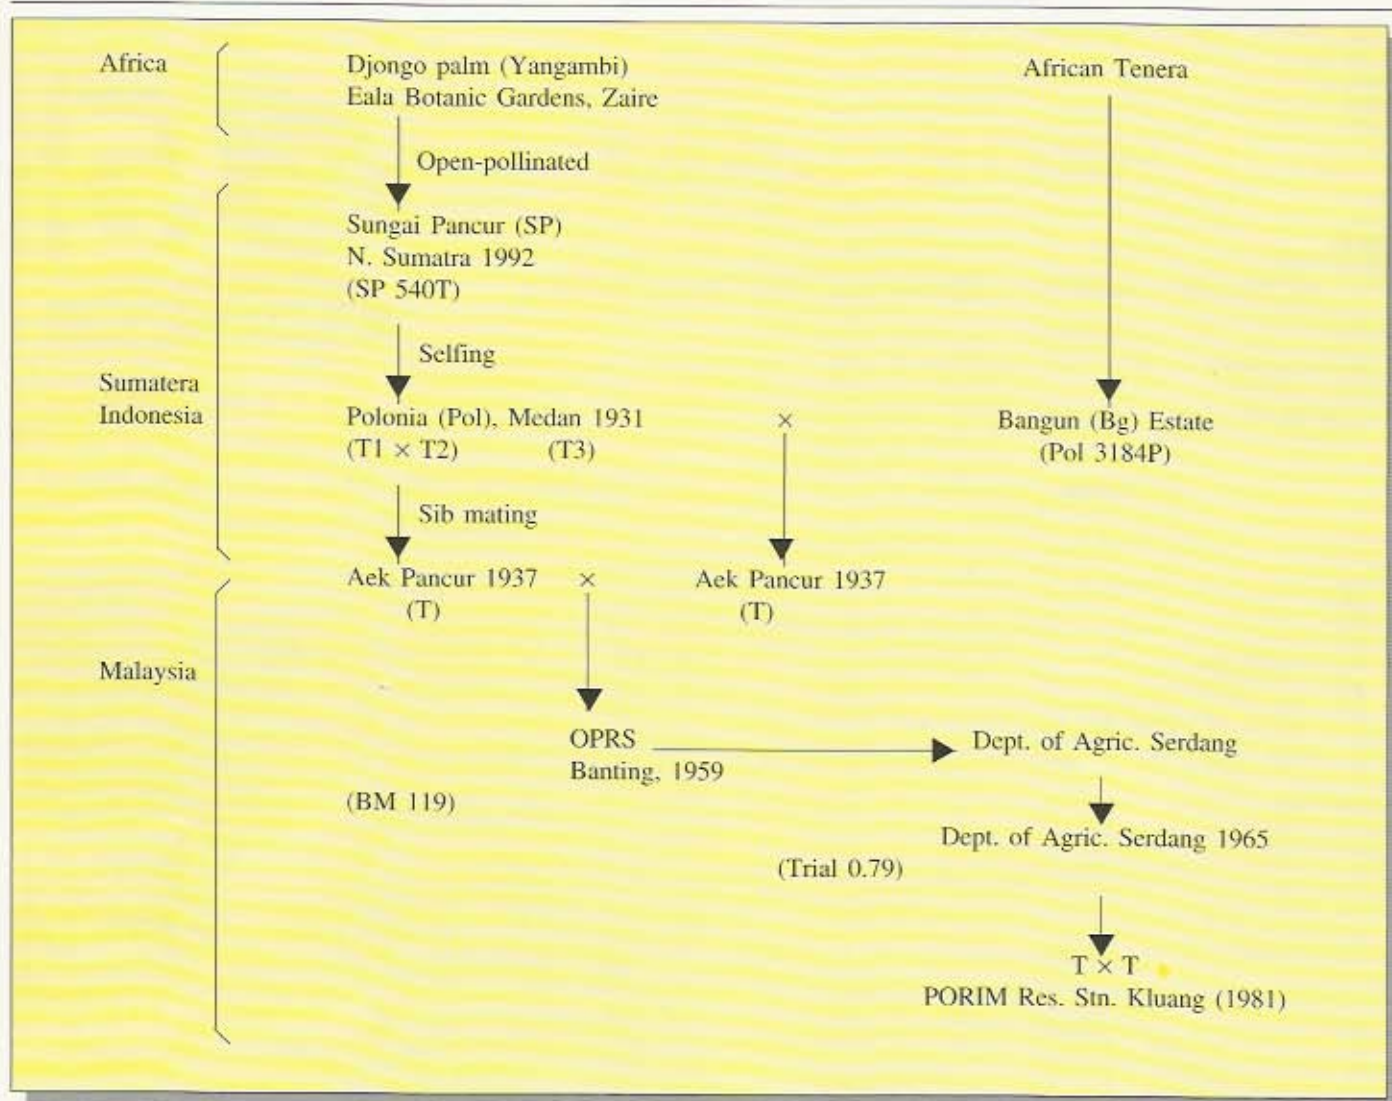 Africa
Djongo palm (Yangambi)
Eala Botanic Gardens, Zaire
African Tenera
Open-pollinated
Sungai Pancur (SP)
N. Sumatra 1992
(SP 540T)
Selfing
Sumatera
Indonesia
Polonia (Pol), Medan 1931
(T1 × T2) (T3)
×
Bangun (Bg) Estate
(Pol 3184P)
Sib mating
Aek Pancur 1937 × Aek Pancur 1937
(T) (T)
Malaysia
OPRS
Banting, 1959
Dept. of Agric. Serdang
(BM 119)
Dept. of Agric. Serdang 1965
(Trial 0.79)
T × T
PORIM Res. Stn. Kluang (1981)